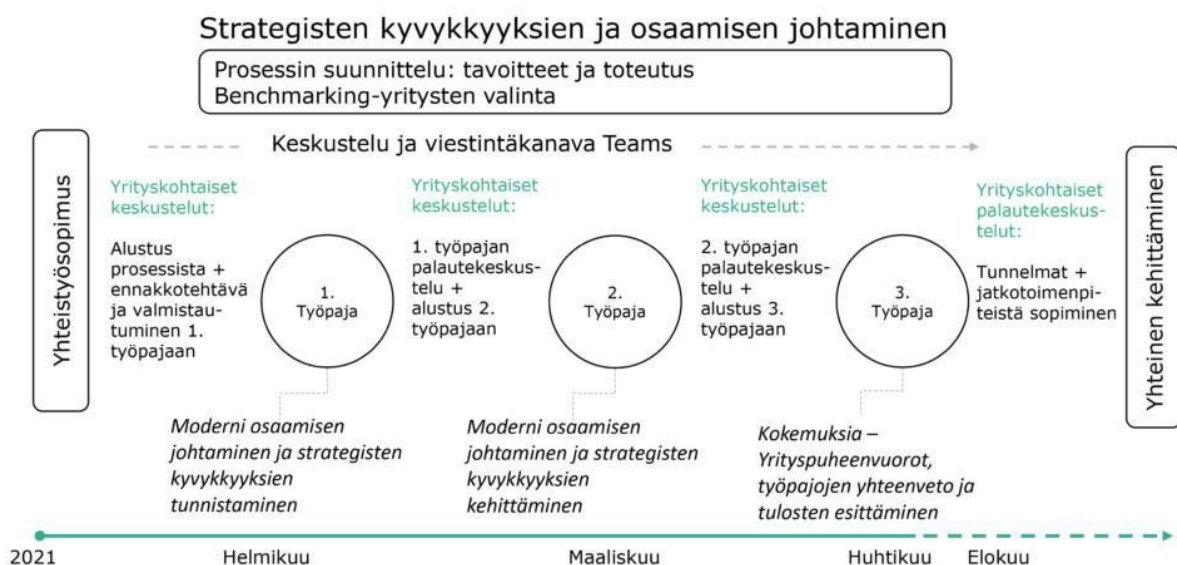 Strategisten kyvykkyyksien ja osaamisen johtaminen
Prosessin suunnittelu: tavoitteet ja toteutus
Benchmarking-yritysten valinta
Keskustelu ja viestintäkanava Teams
Yhteistyösopimus
Yrityskohtaiset
keskustelut:
Alustus
prosessista +
ennakkotehtävä
ja valmistau-
tuminen 1.
työpajaan
1.
Työpaja
Yrityskohtaiset
keskustelut:
1. työpajan
palautekeskus-
telu +
alustus 2.
työpajaan
2.
Työpaja
Yrityskohtaiset
keskustelut:
2. työpajan
palautekeskus-
telu +
alustus 3.
työpajaan
3.
Työpaja
Yrityskohtaiset
palautekeskus-
telut:
Tunnelmat +
jatkotoimenpi-
teistä sopiminen
Yhteinen kehittäminen
Moderni osaamisen
johtaminen ja strategisten
kyvykkyyksien
tunnistaminen
Moderni osaamisen
johtaminen ja strategisten
kyvykkyyksien
kehittäminen
Kokemuksia –
Yrityspuheenvuorot,
työpajojen yhteenveto ja
tulosten esittäminen
2021
Helmikuu
Maaliskuu
Huhtikuu
Elokuu